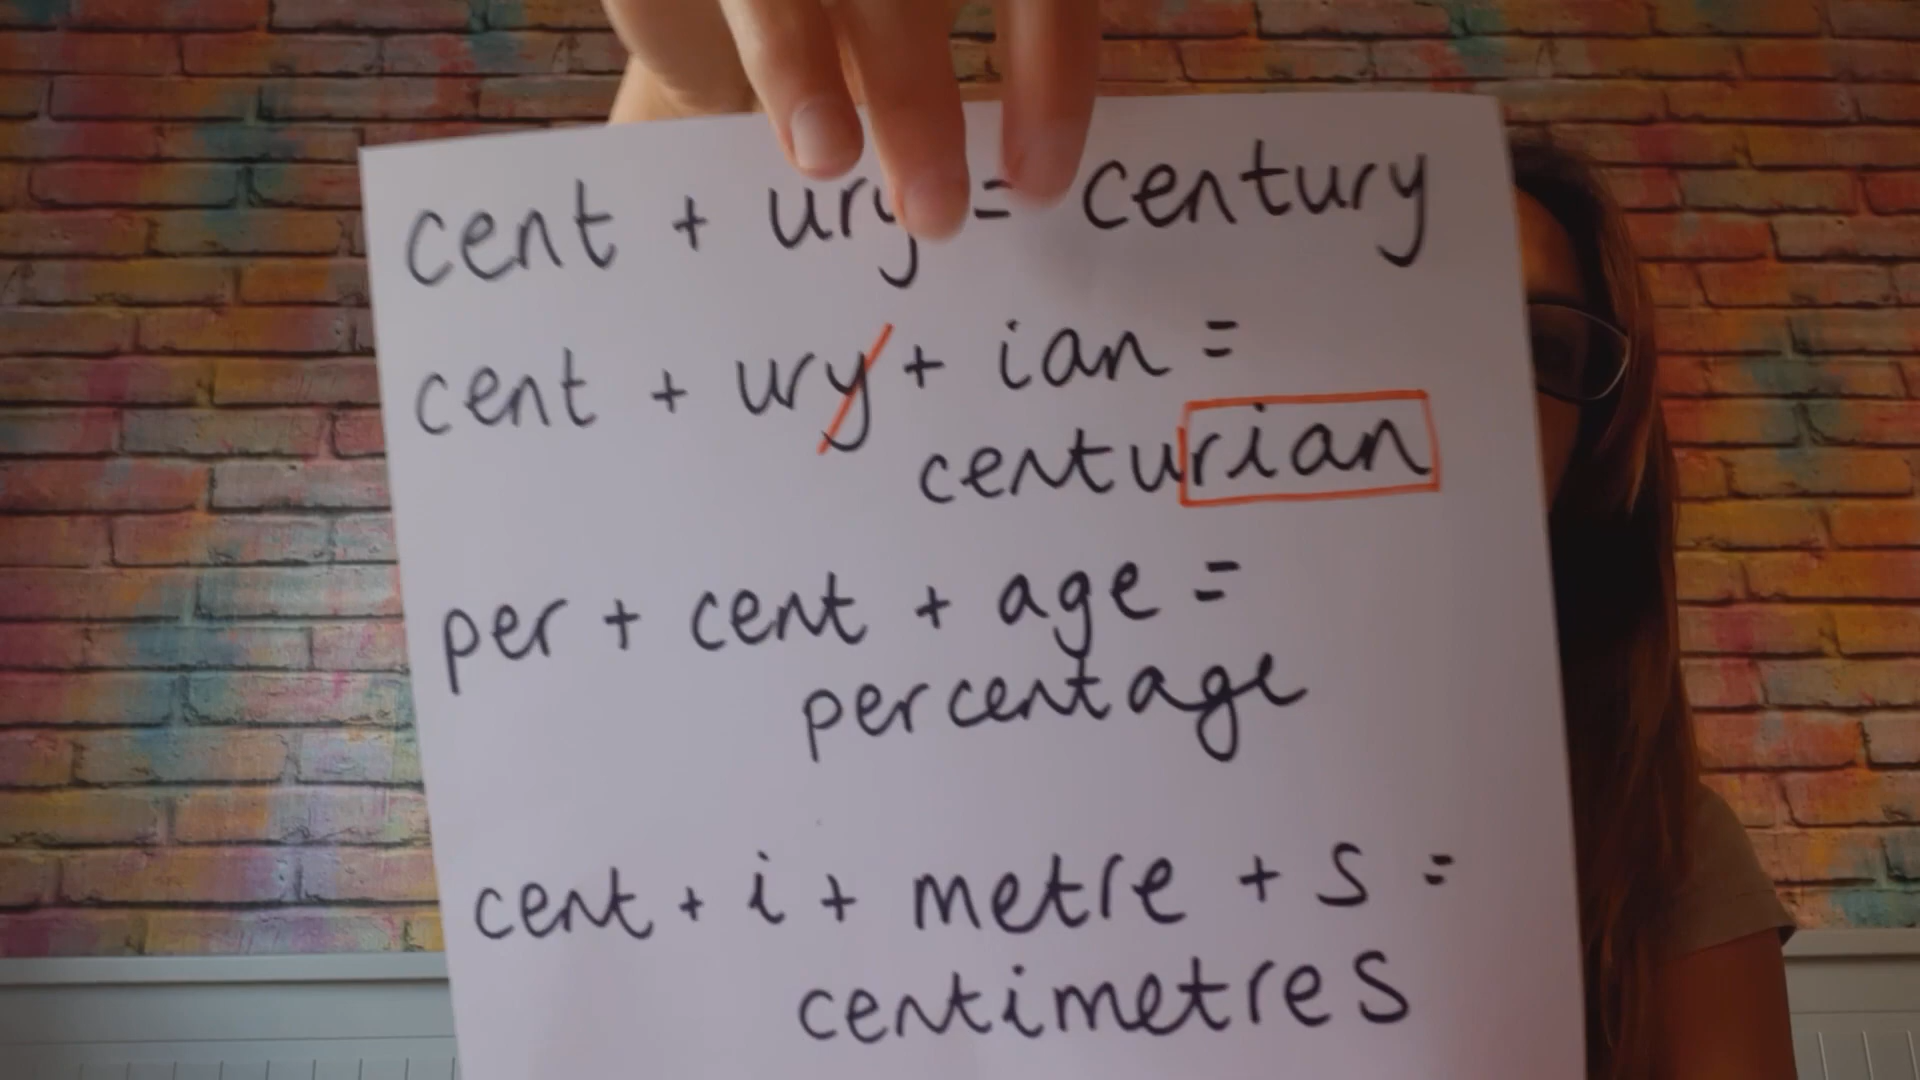 cent + ury = century
cent + ury + ian =
centurian
per + cent + age =
percentage
cent + i + metre + s =
centimetres